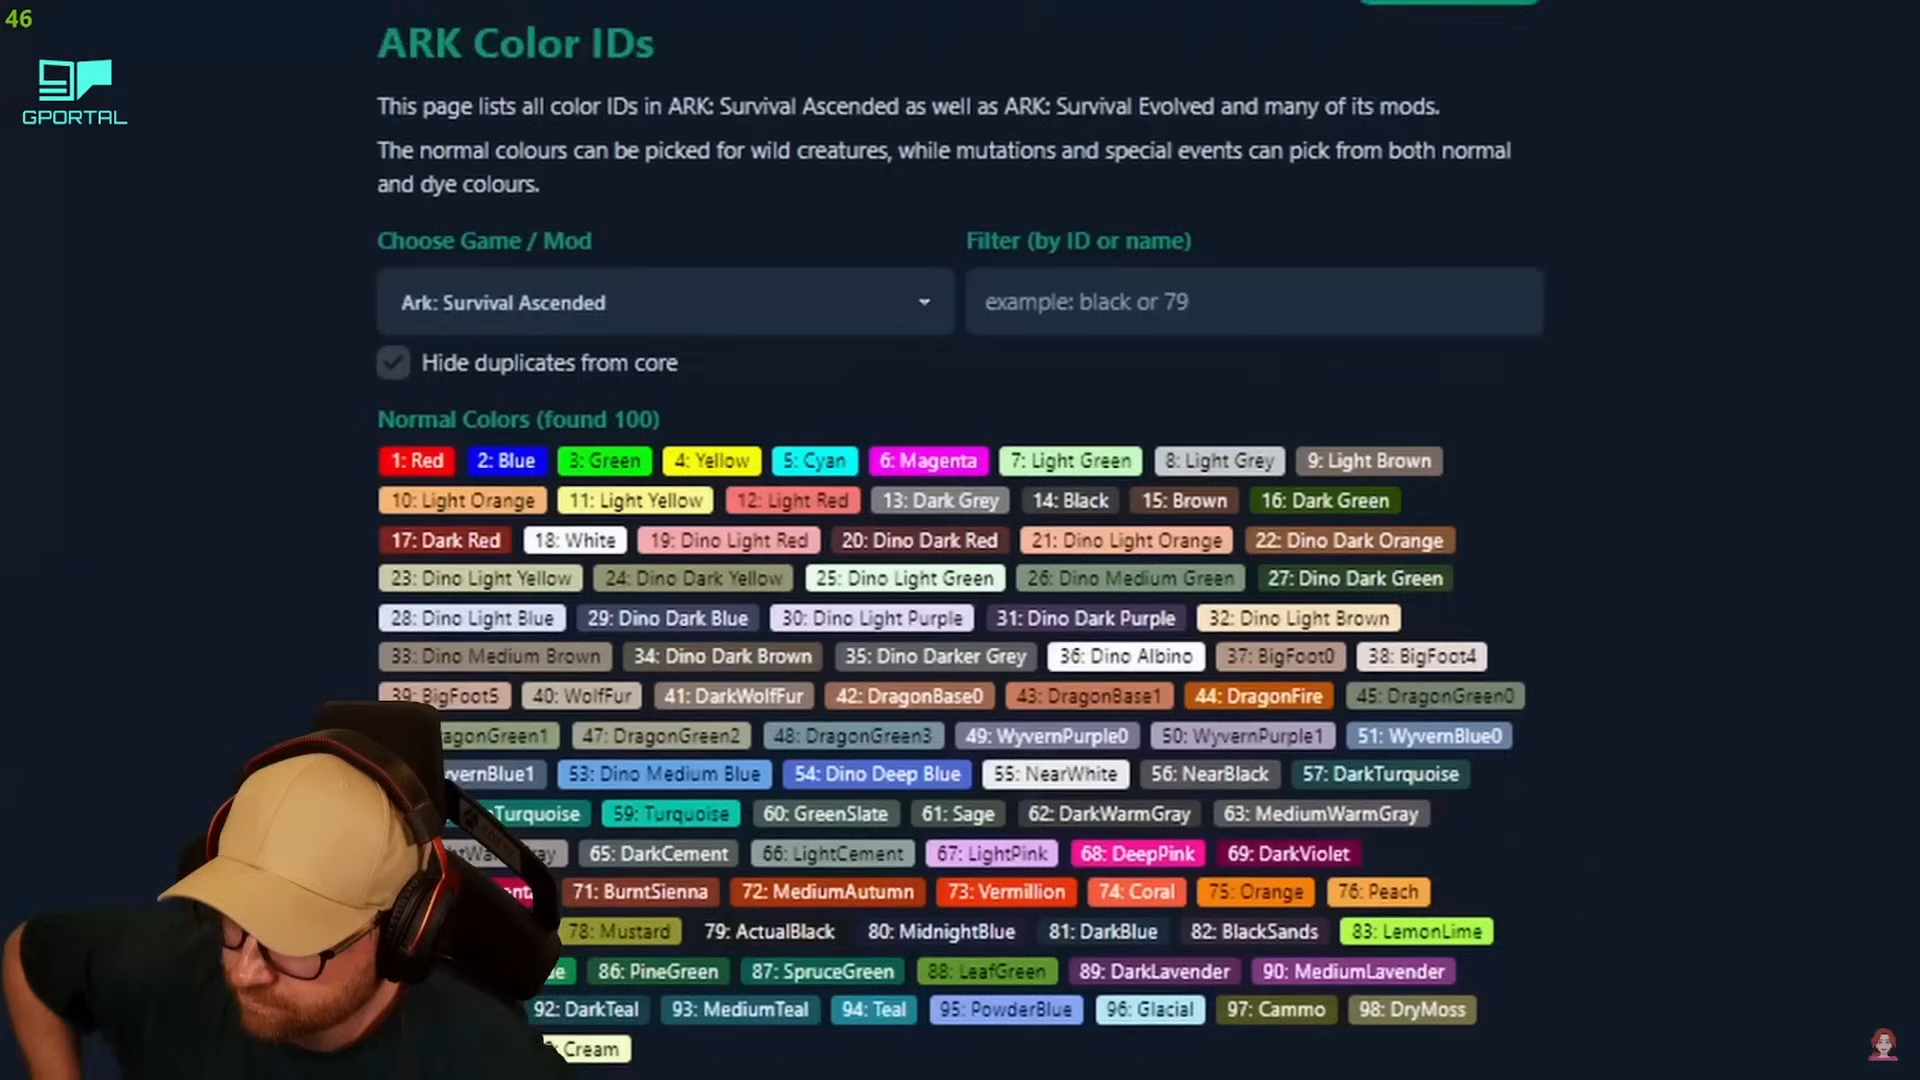 46
GPORTAL
ARK Color IDs
This page lists all color IDs in ARK: Survival Ascended as well as ARK: Survival Evolved and many of its mods.
The normal colours can be picked for wild creatures, while mutations and special events can pick from both normal
and dye colours.
Choose Game / Mod
Filter (by ID or name)
Ark: Survival Ascended
example: black or 79
Hide duplicates from core
Normal Colors (found 100)
1: Red 2: Blue 3: Green 4: Yellow 5: Cyan 6: Magenta 7: Light Green 8: Light Grey 9: Light Brown
10: Light Orange 11: Light Yellow 12: Light Red 13: Dark Grey 14: Black 15: Brown 16: Dark Green
17: Dark Red 18: White 19: Dino Light Red 20: Dino Dark Red 21: Dino Light Orange 22: Dino Dark Orange
23: Dino Light Yellow 24: Dino Dark Yellow 25: Dino Light Green 26: Dino Medium Green 27: Dino Dark Green
28: Dino Light Blue 29: Dino Dark Blue 30: Dino Light Purple 31: Dino Dark Purple 32: Dino Light Brown
33: Dino Medium Brown 34: Dino Dark Brown 35: Dino Darker Grey 36: Dino Albino 37: BigFoot0 38: BigFoot4
39: BigFoot5 40: WolfFur 41: DarkWolfFur 42: DragonBase0 43: DragonBase1 44: DragonFire 45: DragonGreen0
agonGreen1 47: DragonGreen2 48: DragonGreen3 49: WyvernPurple0 50: WyvernPurple1 51: WyvernBlue0
vernBlue1 53: Dino Medium Blue 54: Dino Deep Blue 55: NearWhite 56: NearBlack 57: DarkTurquoise
Turquoise 59: Turquoise 60: GreenSlate 61: Sage 62: DarkWarmGray 63: MediumWarmGray
65: DarkCement 66: LightCement 67: LightPink 68: DeepPink 69: DarkViolet
71: BurntSienna 72: MediumAutumn 73: Vermillion 74: Coral 75: Orange 76: Peach
78: Mustard 79: ActualBlack 80: MidnightBlue 81: DarkBlue 82: BlackSands 83: LemonLime
86: PineGreen 87: SpruceGreen 88: LeafGreen 89: DarkLavender 90: MediumLavender
92: DarkTeal 93: MediumTeal 94: Teal 95: PowderBlue 96: Glacial 97: Cammo 98: DryMoss
Cream